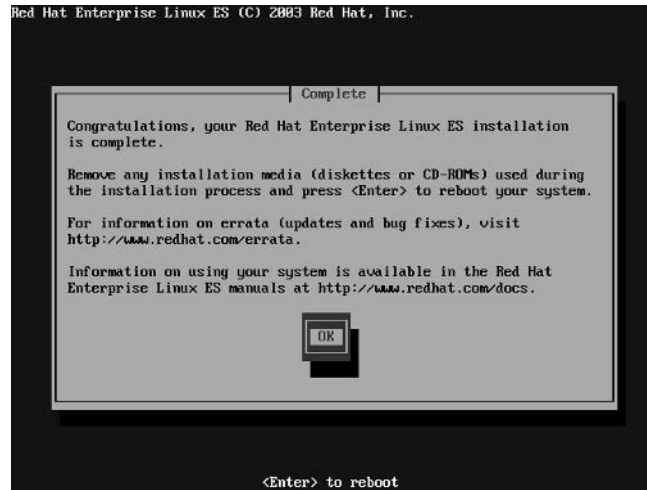 Red Hat Enterprise Linux ES (C) 2003 Red Hat, Inc.
Complete
Congratulations, your Red Hat Enterprise Linux ES installation
is complete.
Remove any installation media (diskettes or CD-ROMs) used during
the installation process and press <Enter> to reboot your system.
For information on errata (updates and bug fixes), visit
http://www.redhat.com/errata.
Information on using your system is available in the Red Hat
Enterprise Linux ES manuals at http://www.redhat.com/docs.
OK
<Enter> to reboot